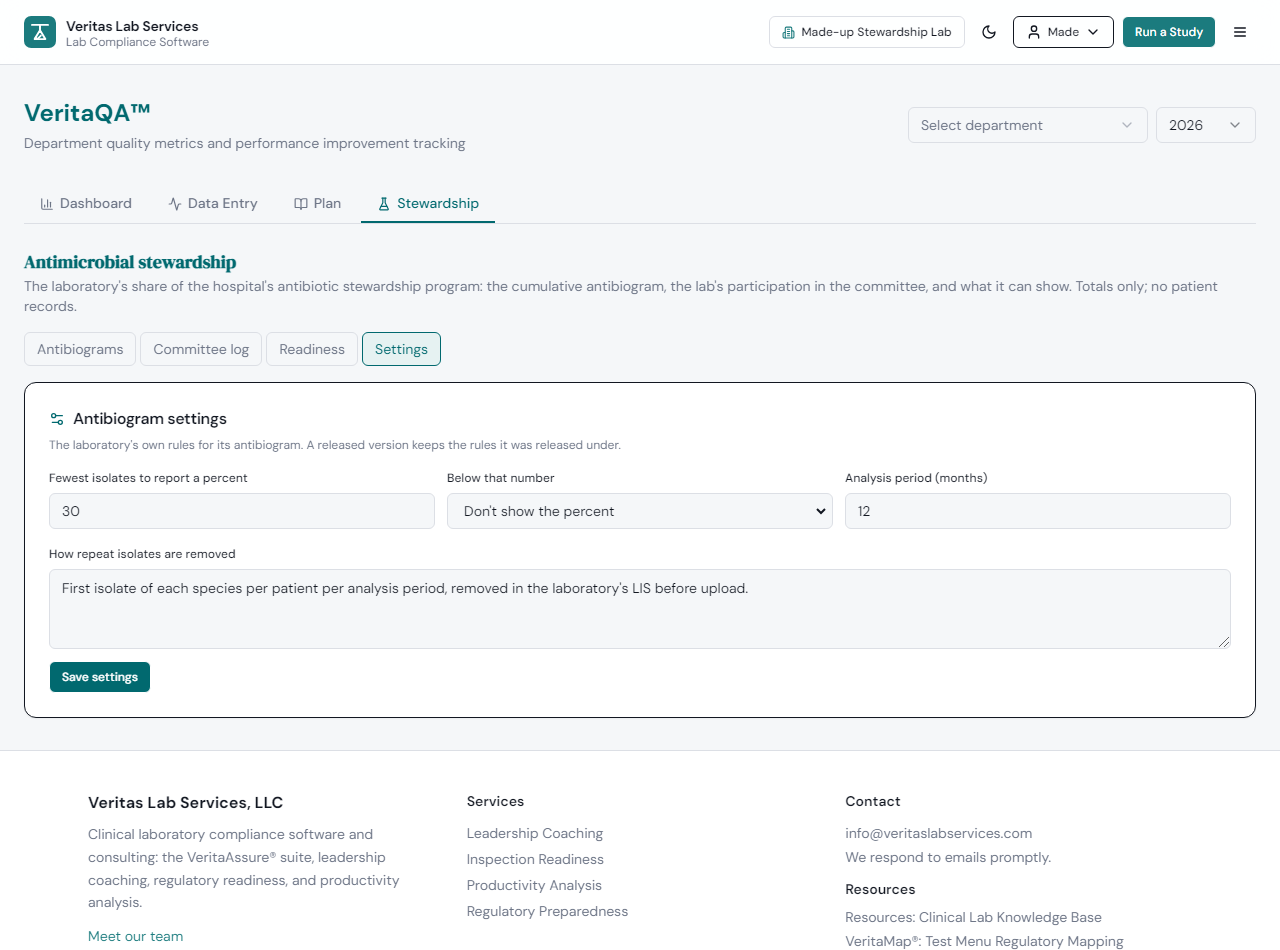 Veritas Lab Services
Lab Compliance Software
Made-up Stewardship Lab
Made
Run a Study
VeritaQA™
Department quality metrics and performance improvement tracking
Select department
2026
Dashboard
Data Entry
Plan
Stewardship
Antimicrobial stewardship
The laboratory's share of the hospital's antibiotic stewardship program: the cumulative antibiogram, the lab's participation in the committee, and what it can show. Totals only; no patient
records.
Antibiograms
Committee log
Readiness
Settings
Antibiogram settings
The laboratory's own rules for its antibiogram. A released version keeps the rules it was released under.
Fewest isolates to report a percent
Below that number
Analysis period (months)
30
Don't show the percent
12
How repeat isolates are removed
First isolate of each species per patient per analysis period, removed in the laboratory's LIS before upload.
Save settings
Veritas Lab Services, LLC
Clinical laboratory compliance software and
consulting: the VeritaAssure® suite, leadership
coaching, regulatory readiness, and productivity
analysis.
Meet our team
Services
Leadership Coaching
Inspection Readiness
Productivity Analysis
Regulatory Preparedness
Contact
info@veritaslabservices.com
We respond to emails promptly.
Resources
Resources: Clinical Lab Knowledge Base
VeritaMap®: Test Menu Regulatory Mapping